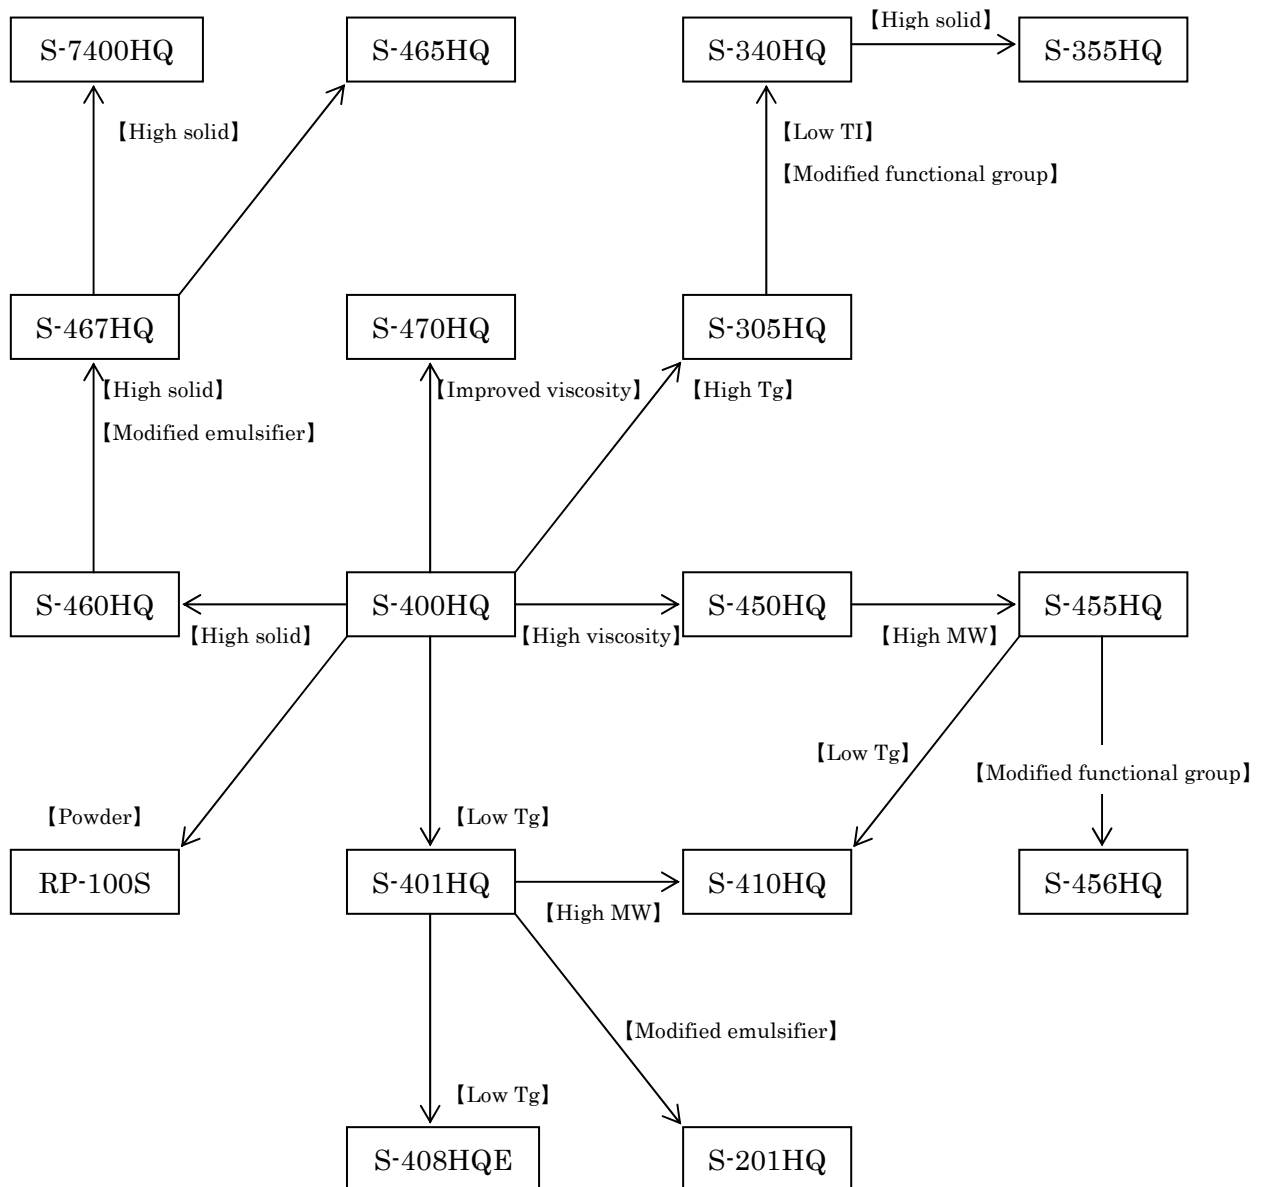 S-7400HQ
S-465HQ
S-340HQ
【High solid】
S-355HQ
【High solid】
【Low TI】
【Modified functional group】
S-467HQ
S-470HQ
S-305HQ
【High solid】
【Modified emulsifier】
【Improved viscosity】
【High Tg】
S-460HQ
S-400HQ
S-450HQ
S-455HQ
【High solid】
【High viscosity】
【High MW】
【Low Tg】
【Modified functional group】
【Powder】
【Low Tg】
RP-100S
S-401HQ
S-410HQ
S-456HQ
【High MW】
【Modified emulsifier】
【Low Tg】
S-408HQE
S-201HQ